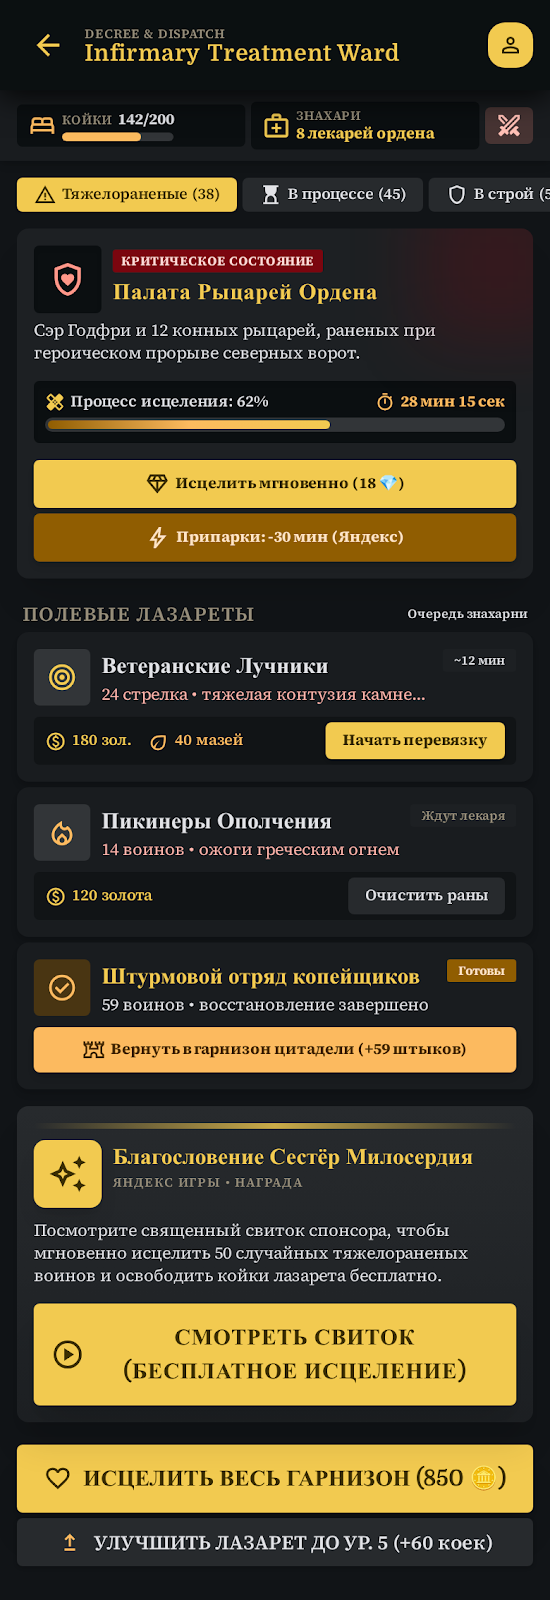 DECREE & DISPATCH
Infirmary Treatment Ward
КОЙКИ 142/200
ЗНАХАРИ
8 лекарей ордена
Тяжелораненые (38)
В процессе (45)
В строй (5
КРИТИЧЕСКОЕ СОСТОЯНИЕ
Палата Рыцарей Ордена
Сэр Годфри и 12 конных рыцарей, раненых при
героическом прорыве северных ворот.
Процесс исцеления: 62%
28 мин 15 сек
Исцелить мгновенно (18 💎)
Припарки: -30 мин (Яндекс)
ПОЛЕВЫЕ ЛАЗАРЕТЫ
Очередь знахарни
Ветеранские Лучники
~12 мин
24 стрелка • тяжелая контузия камне...
180 зол.
40 мазей
Начать перевязку
Пикинеры Ополчения
Ждут лекаря
14 воинов • ожоги греческим огнем
120 золота
Очистить раны
Штурмовой отряд копейщиков
Готовы
59 воинов • восстановление завершено
Вернуть в гарнизон цитадели (+59 штыков)
Благословение Сестёр Милосердия
ЯНДЕКС ИГРЫ • НАГРАДА
Посмотрите священный свиток спонсора, чтобы
мгновенно исцелить 50 случайных тяжелораненых
воинов и освободить койки лазарета бесплатно.
СМОТРЕТЬ СВИТОК
(БЕСПЛАТНОЕ ИСЦЕЛЕНИЕ)
ИСЦЕЛИТЬ ВЕСЬ ГАРНИЗОН (850 🪙)
УЛУЧШИТЬ ЛАЗАРЕТ ДО УР. 5 (+60 коек)